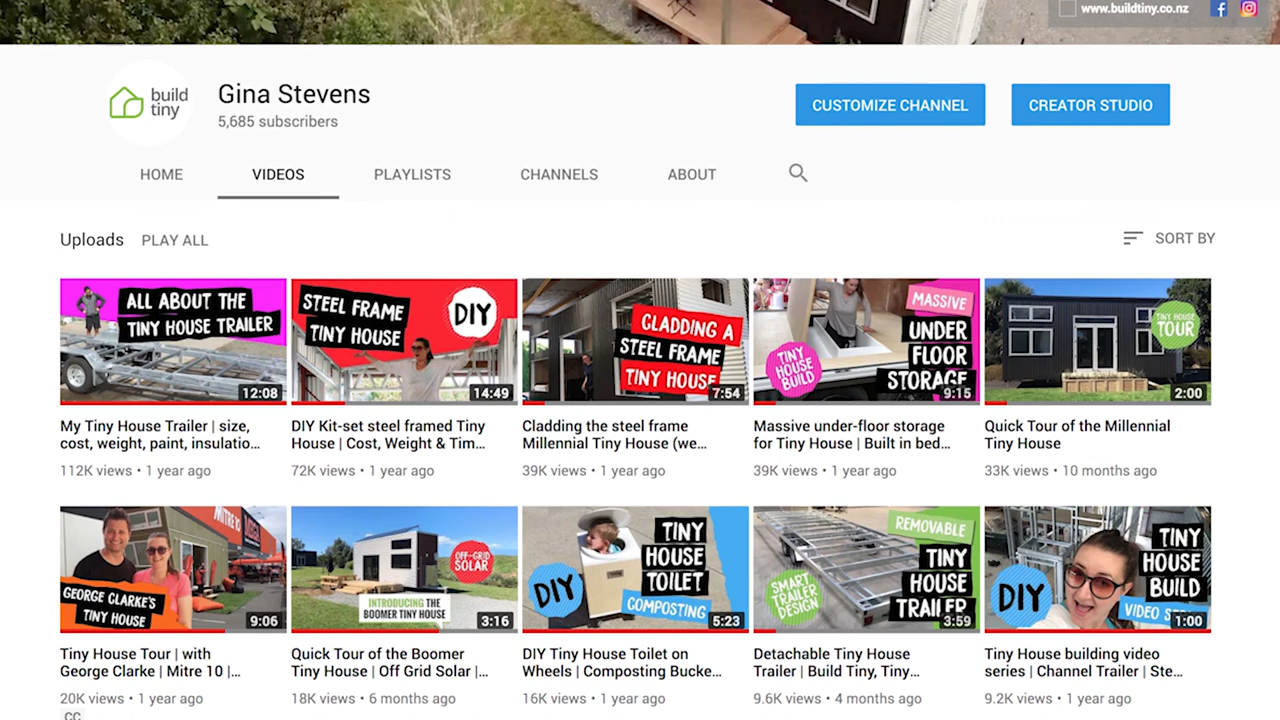 www.buildtiny.co.nz
build
tiny
Gina Stevens
5,685 subscribers
CUSTOMIZE CHANNEL
CREATOR STUDIO
HOME
VIDEOS
PLAYLISTS
CHANNELS
ABOUT
Uploads
PLAY ALL
SORT BY
ALL ABOUT THE
TINY HOUSE TRAILER
12:08
STEEL FRAME
TINY HOUSE
DIY
14:49
CLADDING A
STEEL FRAME
TINY HOUSE
7:54
MASSIVE
UNDER
FLOOR
STORAGE
TINY
HOUSE
BUILD
9:15
TINY HOUSE
TOUR
2:00
My Tiny House Trailer | size,
cost, weight, paint, insulatio...
112K views • 1 year ago
DIY Kit-set steel framed Tiny
House | Cost, Weight & Tim...
72K views • 1 year ago
Cladding the steel frame
Millennial Tiny House (we...
39K views • 1 year ago
Massive under-floor storage
for Tiny House | Built in bed...
39K views • 1 year ago
Quick Tour of the Millennial
Tiny House
33K views • 10 months ago
MITRE 10
GEORGE CLARKE'S
TINY HOUSE
9:06
OFF-GRID
SOLAR
INTRODUCING THE
BOOMER TINY HOUSE
3:16
TINY
HOUSE
TOILET
DIY
COMPOSTING
5:23
REMOVABLE
TINY
HOUSE
TRAILER
SMART
TRAILER
DESIGN
3:59
TINY
HOUSE
BUILD
DIY
VIDEO
1:00
Tiny House Tour | with
George Clarke | Mitre 10 |...
20K views • 1 year ago
Quick Tour of the Boomer
Tiny House | Off Grid Solar |...
18K views • 6 months ago
DIY Tiny House Toilet on
Wheels | Composting Bucke...
16K views • 1 year ago
Detachable Tiny House
Trailer | Build Tiny, Tiny...
9.6K views • 4 months ago
Tiny House building video
series | Channel Trailer | Ste...
9.2K views • 1 year ago
CC